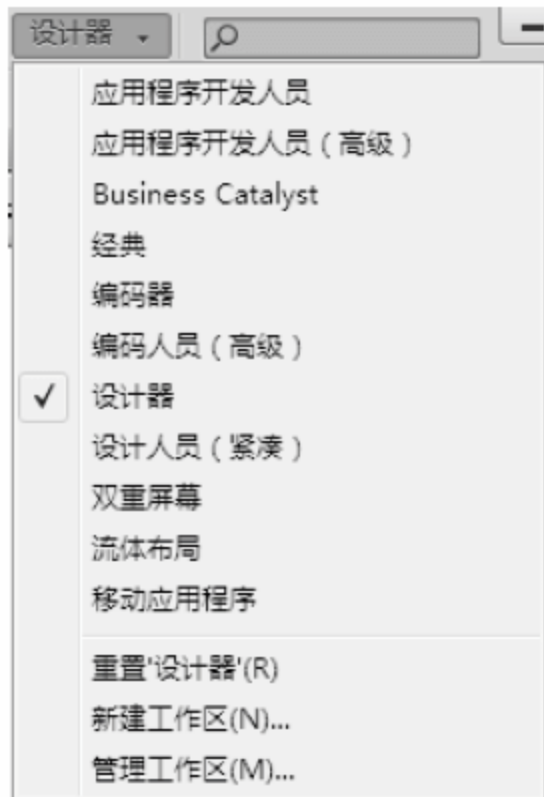 设计器
应用程序开发人员
应用程序开发人员（高级）
Business Catalyst
经典
编码器
编码人员（高级）
设计器
设计人员（紧凑）
双重屏幕
流体布局
移动应用程序
重置'设计器'(R)
新建工作区(N)...
管理工作区(M)...